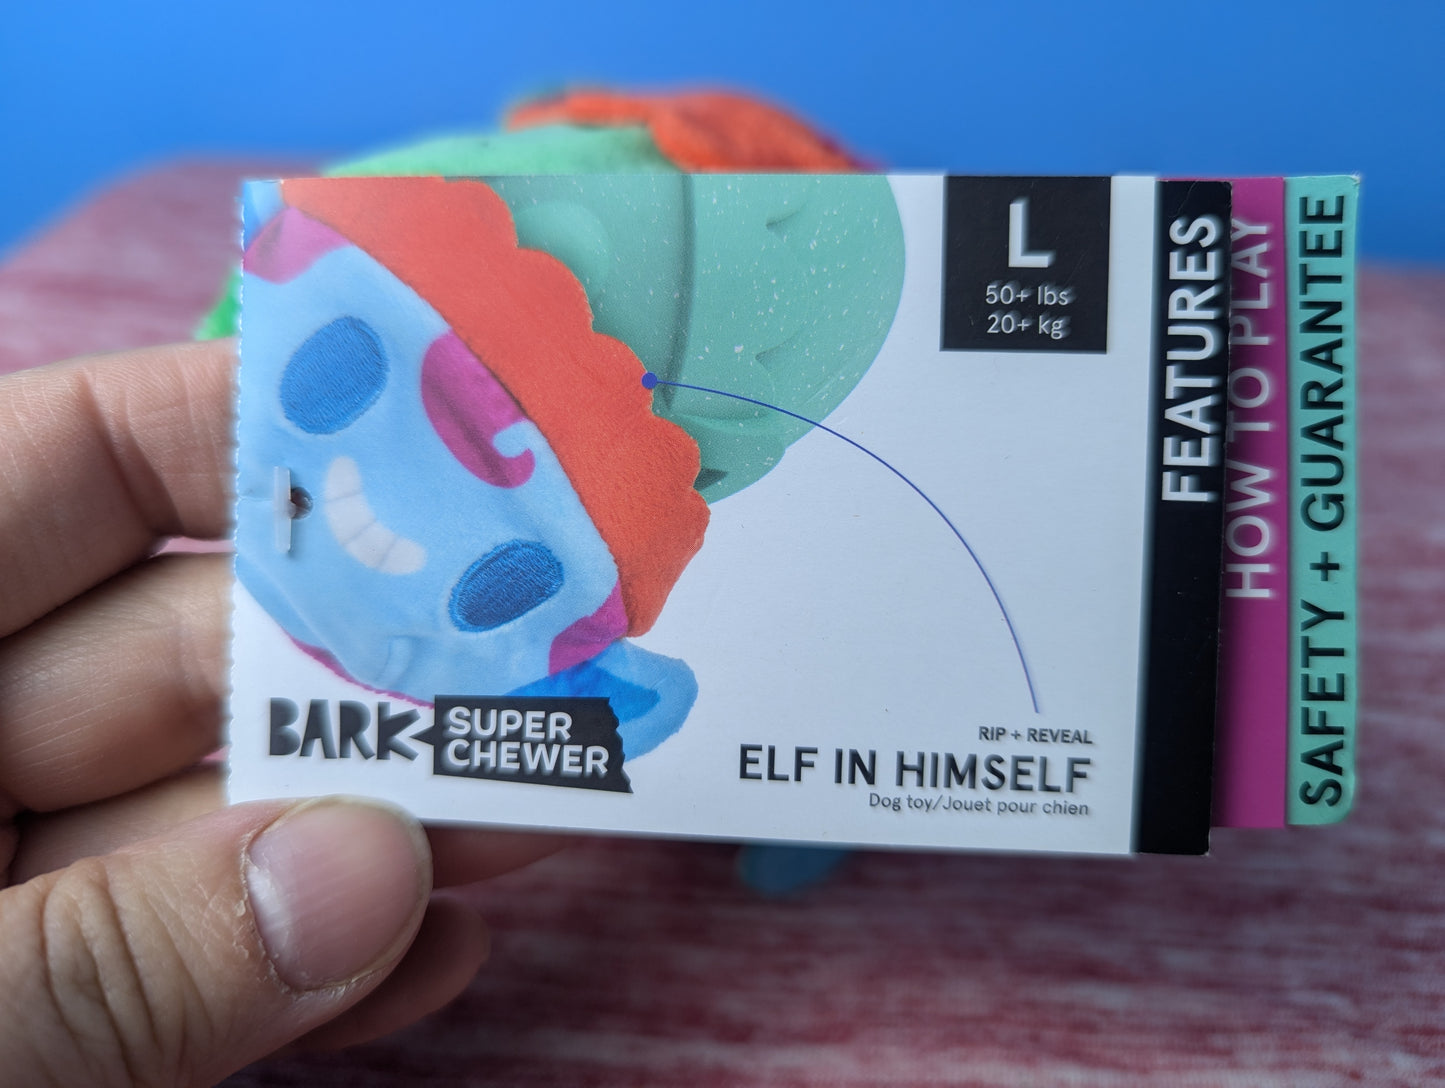 L
50+ lbs
20+ kg
FEATURES
HOW TO PLAY
SAFETY + GUARANTEE
BARK
SUPER
CHEWER
RIP + REVEAL
ELF IN HIMSELF
Dog toy/Jouet pour chien